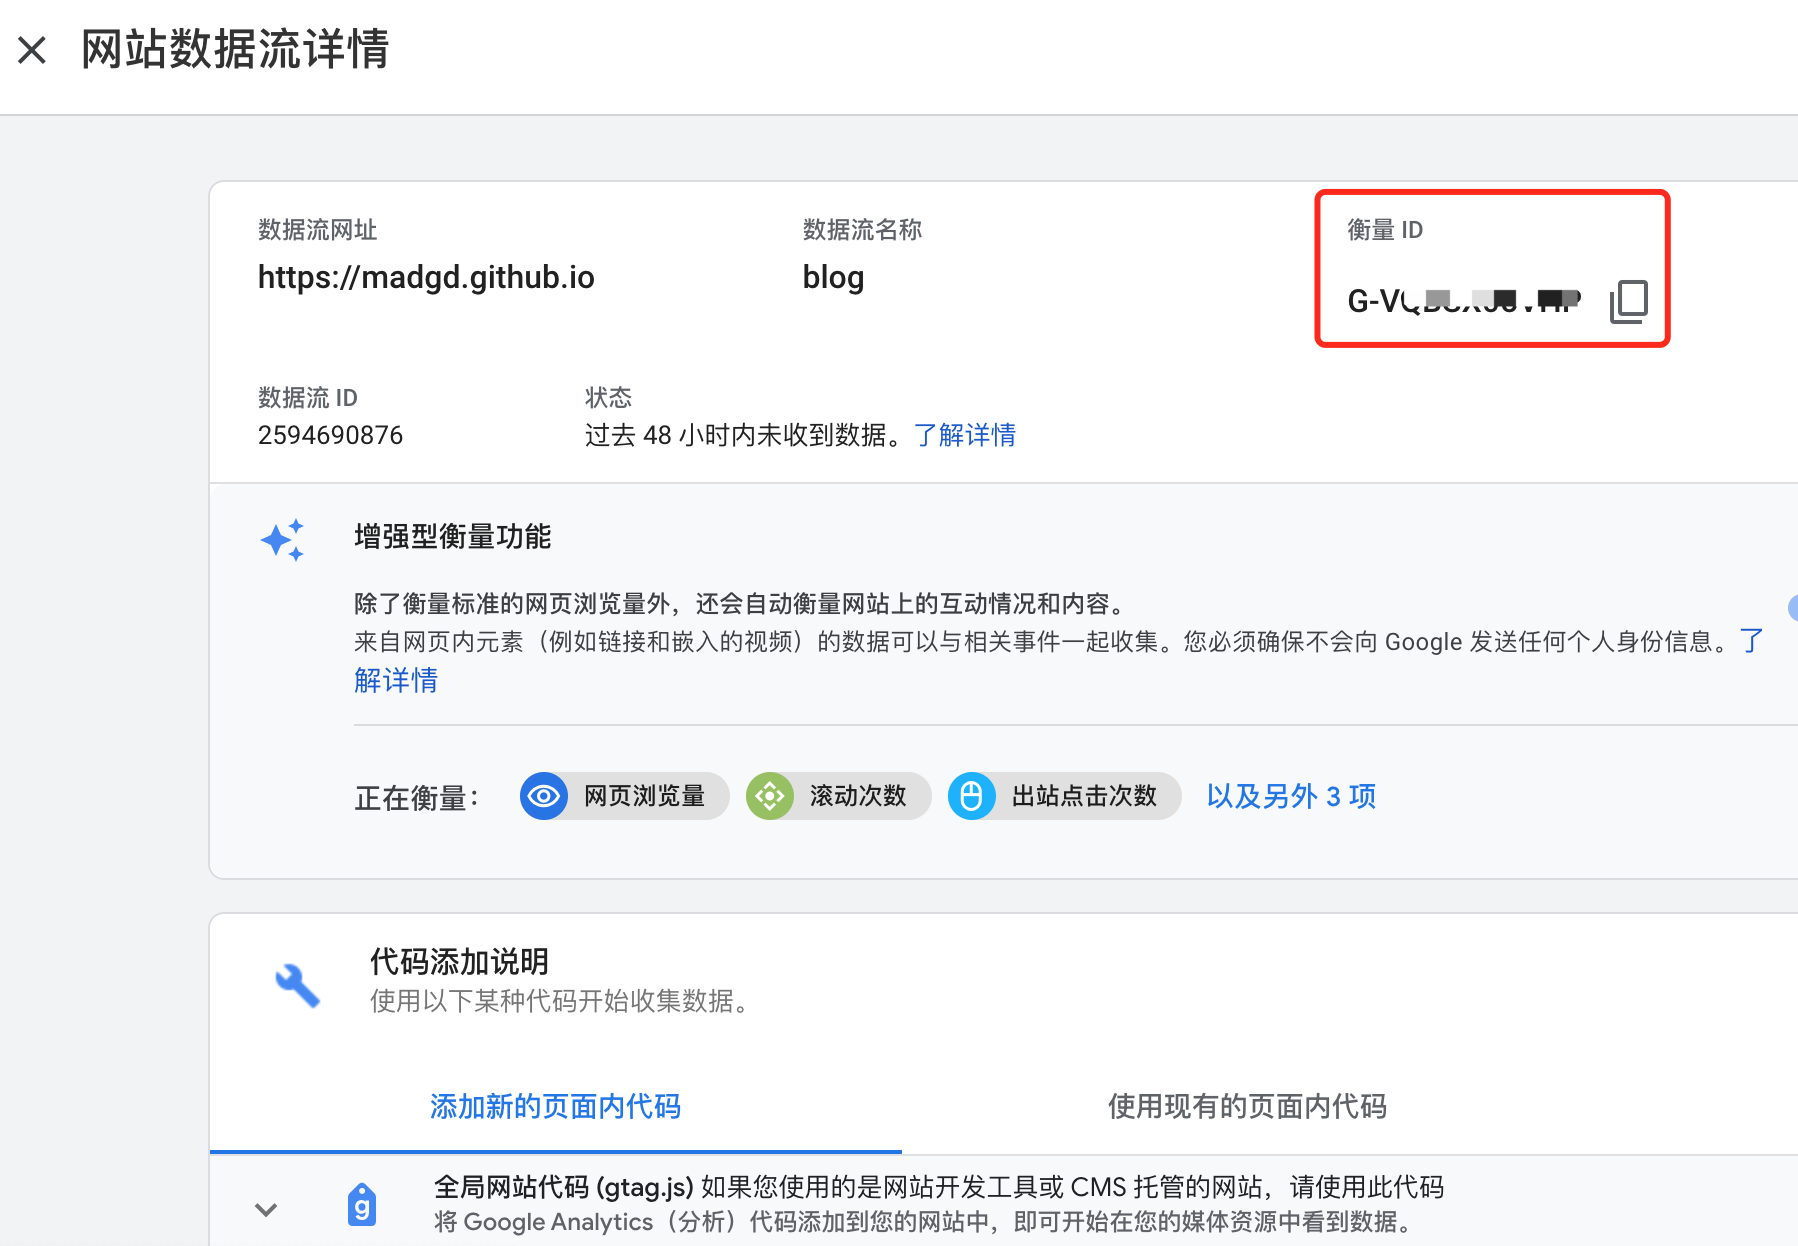 网站数据流详情
数据流网址
数据流名称
衡量 ID
https://madgd.github.io
blog
数据流 ID
状态
2594690876
过去 48 小时内未收到数据。了解详情
增强型衡量功能
除了衡量标准的网页浏览量外，还会自动衡量网站上的互动情况和内容。
来自网页内元素（例如链接和嵌入的视频）的数据可以与相关事件一起收集。您必须确保不会向 Google 发送任何个人身份信息。了
解详情
正在衡量：
网页浏览量
滚动次数
出站点击次数
以及另外 3 项
代码添加说明
使用以下某种代码开始收集数据。
添加新的页面内代码
使用现有的页面内代码
全局网站代码 (gtag.js) 如果您使用的是网站开发工具或 CMS 托管的网站，请使用此代码
将 Google Analytics（分析）代码添加到您的网站中，即可开始在您的媒体资源中看到数据。